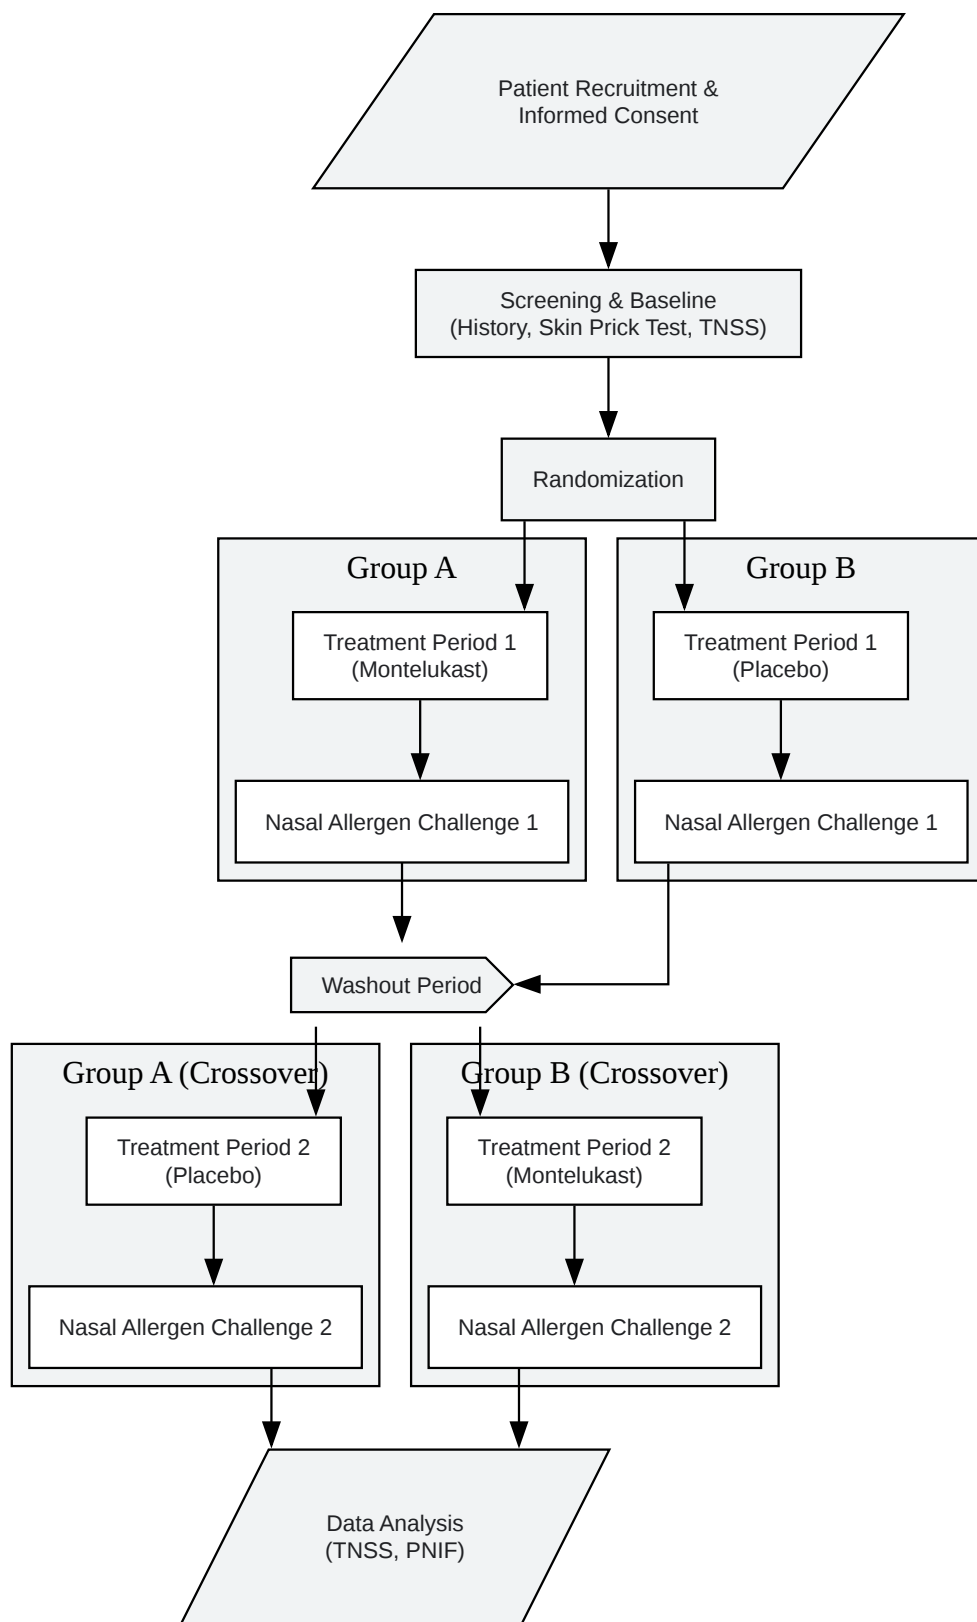 Patient Recruitment &
Informed Consent
Screening & Baseline
(History, Skin Prick Test, TNSS)
Randomization
Group A
Treatment Period 1
(Montelukast)
Nasal Allergen Challenge 1
Group B
Treatment Period 1
(Placebo)
Nasal Allergen Challenge 1
Washout Period
Group A (Crossover)
Treatment Period 2
(Placebo)
Nasal Allergen Challenge 2
Group B (Crossover)
Treatment Period 2
(Montelukast)
Nasal Allergen Challenge 2
Data Analysis
(TNSS, PNIF)